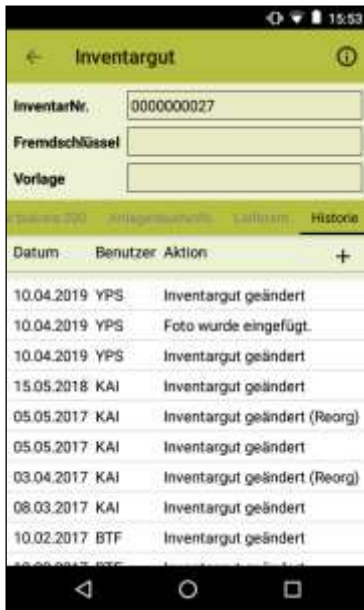 15:53
Inventargut
InventarNr. 0000000027
Fremdschlüssel
Vorlage
Lieferant Historie
Datum Benutzer Aktion +
10.04.2019 YPS Inventargut geändert
10.04.2019 YPS Foto wurde eingefügt.
10.04.2019 YPS Inventargut geändert
15.05.2018 KAI Inventargut geändert
05.05.2017 KAI Inventargut geändert (Reorg)
05.05.2017 KAI Inventargut geändert
03.04.2017 KAI Inventargut geändert (Reorg)
08.03.2017 KAI Inventargut geändert
10.02.2017 BTF Inventargut geändert